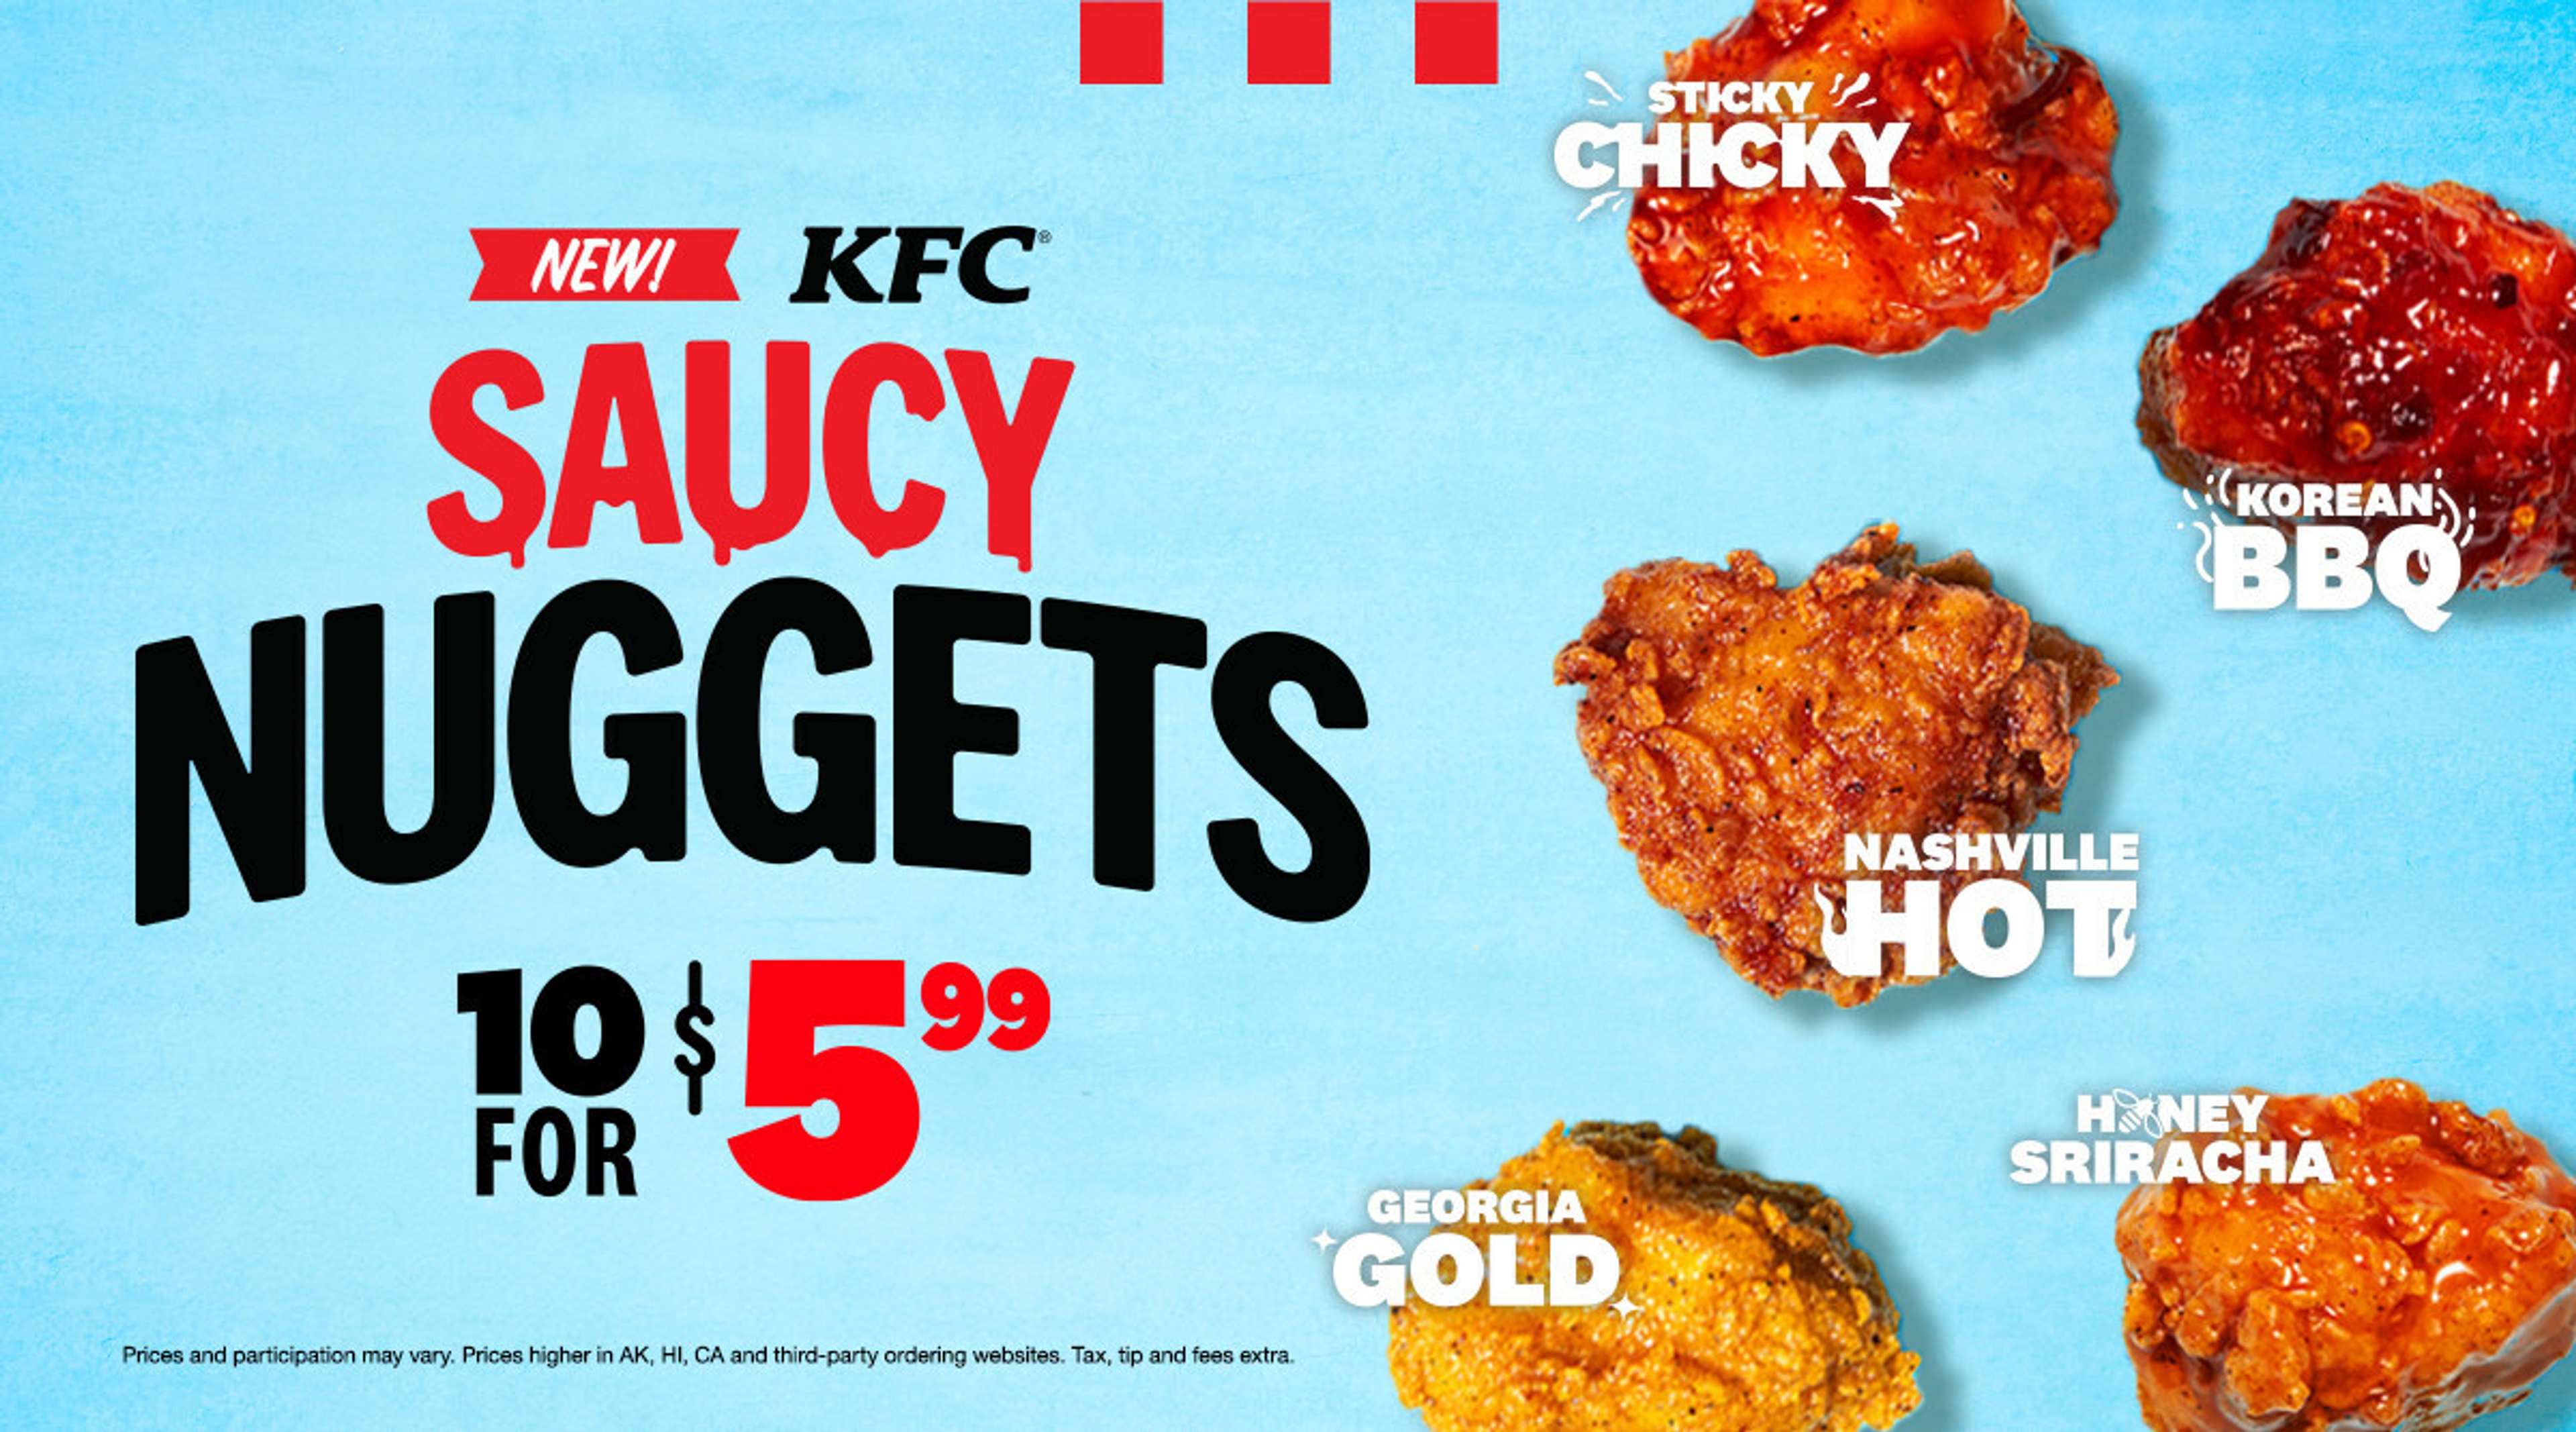 NEW! KFC®
SAUCY
NUGGETS
10
FOR
$5 99
Prices and participation may vary. Prices higher in AK, HI, CA and third-party ordering websites. Tax, tip and fees extra.
STICKY
CHICKY
KOREAN
BBQ
NASHVILLE
HOT
HONEY
SRIRACHA
GEORGIA
GOLD